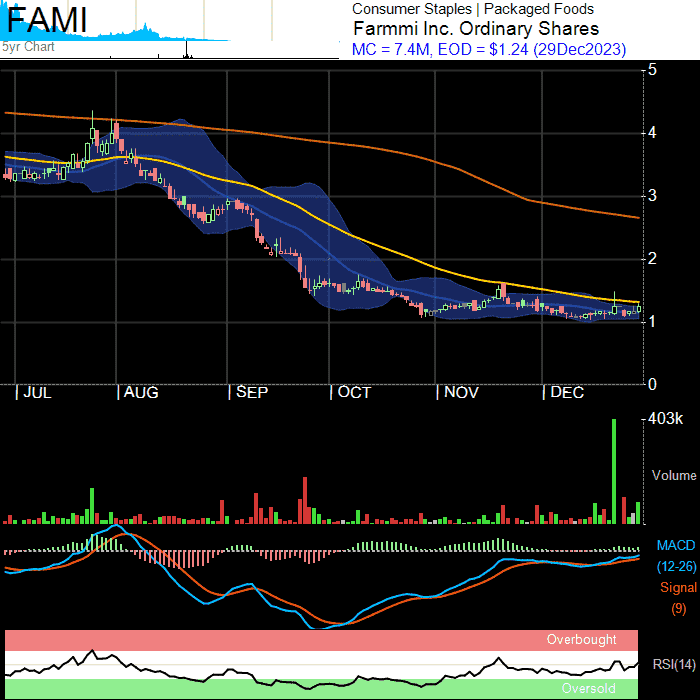 FAMI
5yr Chart
Consumer Staples | Packaged Foods
Farmmi Inc. Ordinary Shares
MC = 7.4M, EOD = $1.24 (29Dec2023)
5
4
3
2
1
0
| JUL | AUG | SEP | OCT | NOV | DEC
403k
Volume
MACD
(12-26)
Signal
(9)
Overbought
RSI(14)
Oversold